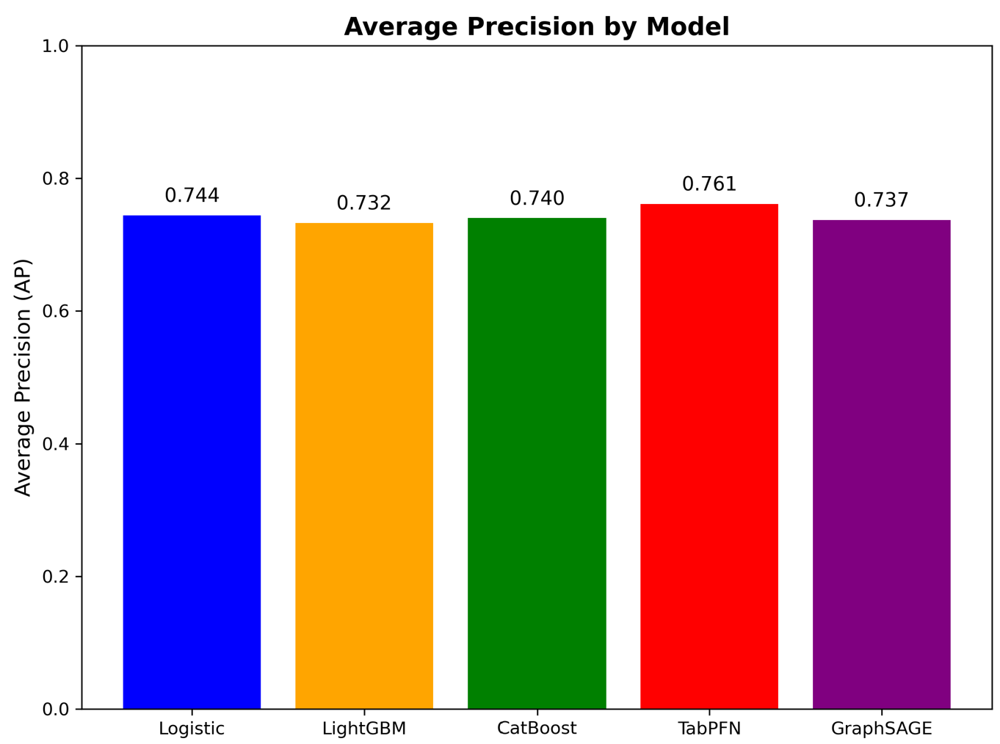 Average Precision by Model
Average Precision (AP)
1.0
0.8
0.6
0.4
0.2
0.0
0.744
0.732
0.740
0.761
0.737
Logistic
LightGBM
CatBoost
TabPFN
GraphSAGE